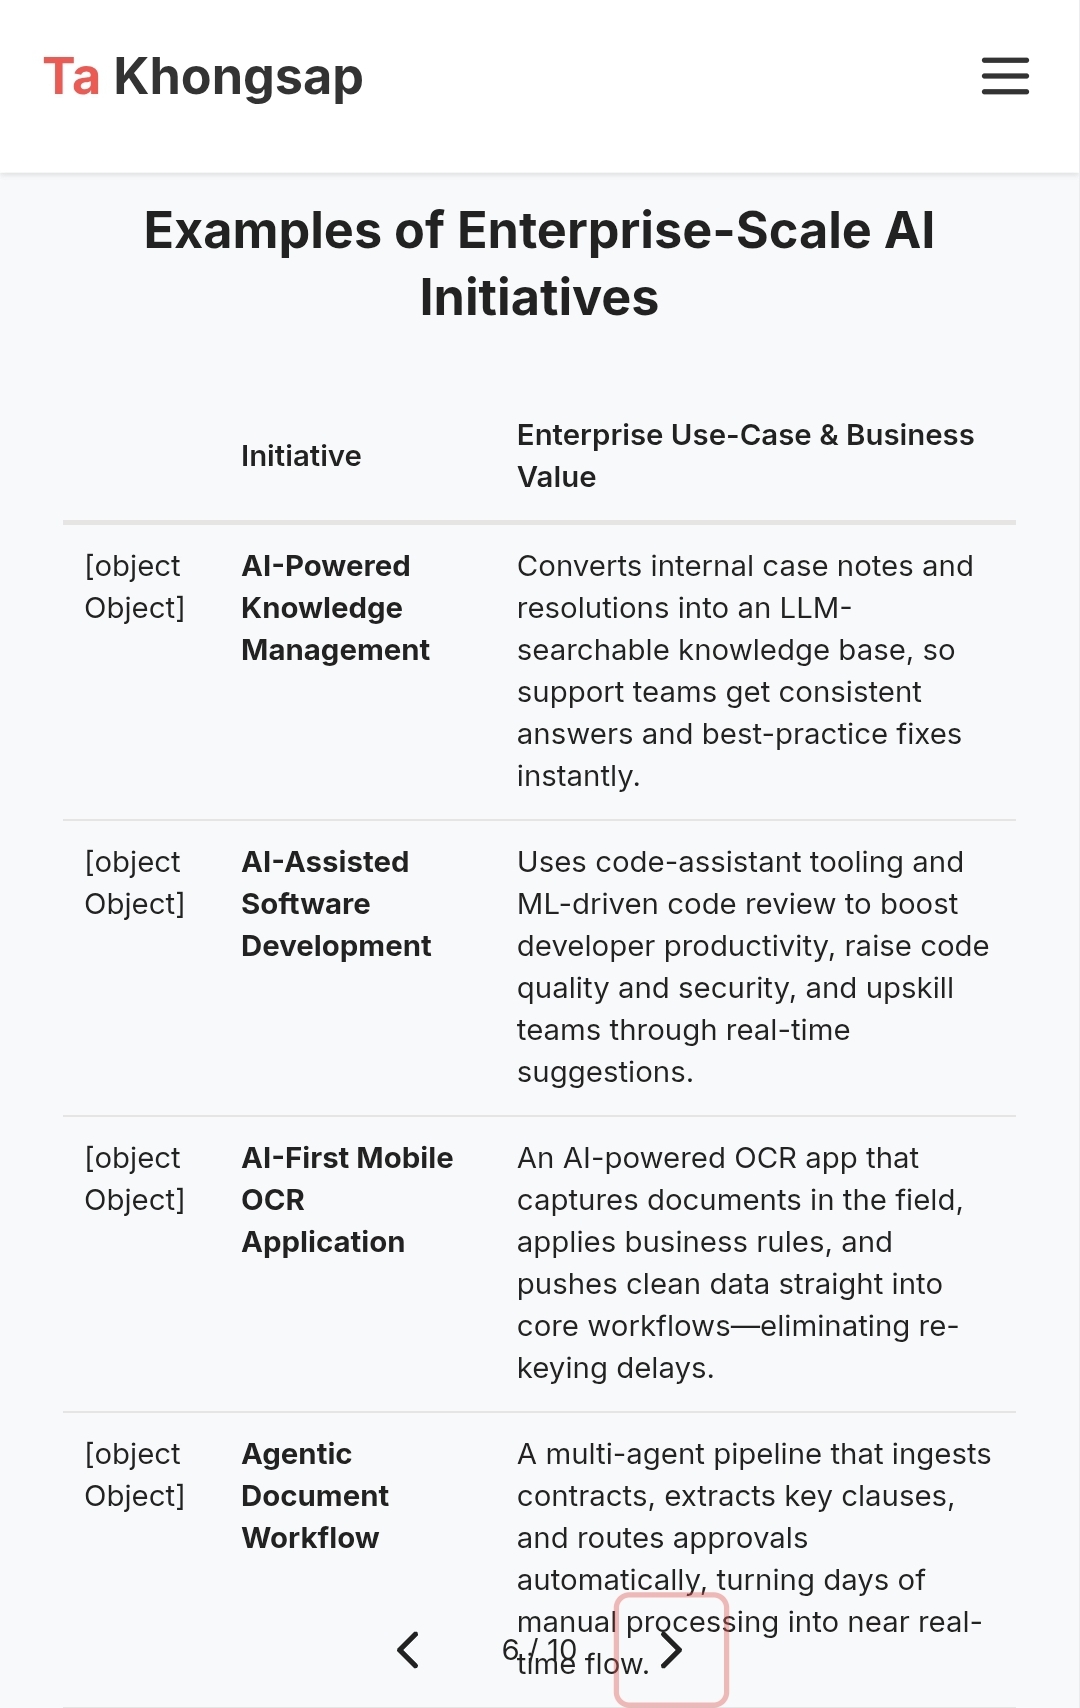 Ta Khongsap
Examples of Enterprise-Scale AI
Initiatives
Initiative
Enterprise Use-Case & Business
Value
[object
Object]
AI-Powered
Knowledge
Management
Converts internal case notes and
resolutions into an LLM-
searchable knowledge base, so
support teams get consistent
answers and best-practice fixes
instantly.
[object
Object]
AI-Assisted
Software
Development
Uses code-assistant tooling and
ML-driven code review to boost
developer productivity, raise code
quality and security, and upskill
teams through real-time
suggestions.
[object
Object]
AI-First Mobile
OCR
Application
An AI-powered OCR app that
captures documents in the field,
applies business rules, and
pushes clean data straight into
core workflows—eliminating re-
keying delays.
[object
Object]
Agentic
Document
Workflow
A multi-agent pipeline that ingests
contracts, extracts key clauses,
and routes approvals
automatically, turning days of
manual processing into near real-
time flow.
6 / 10